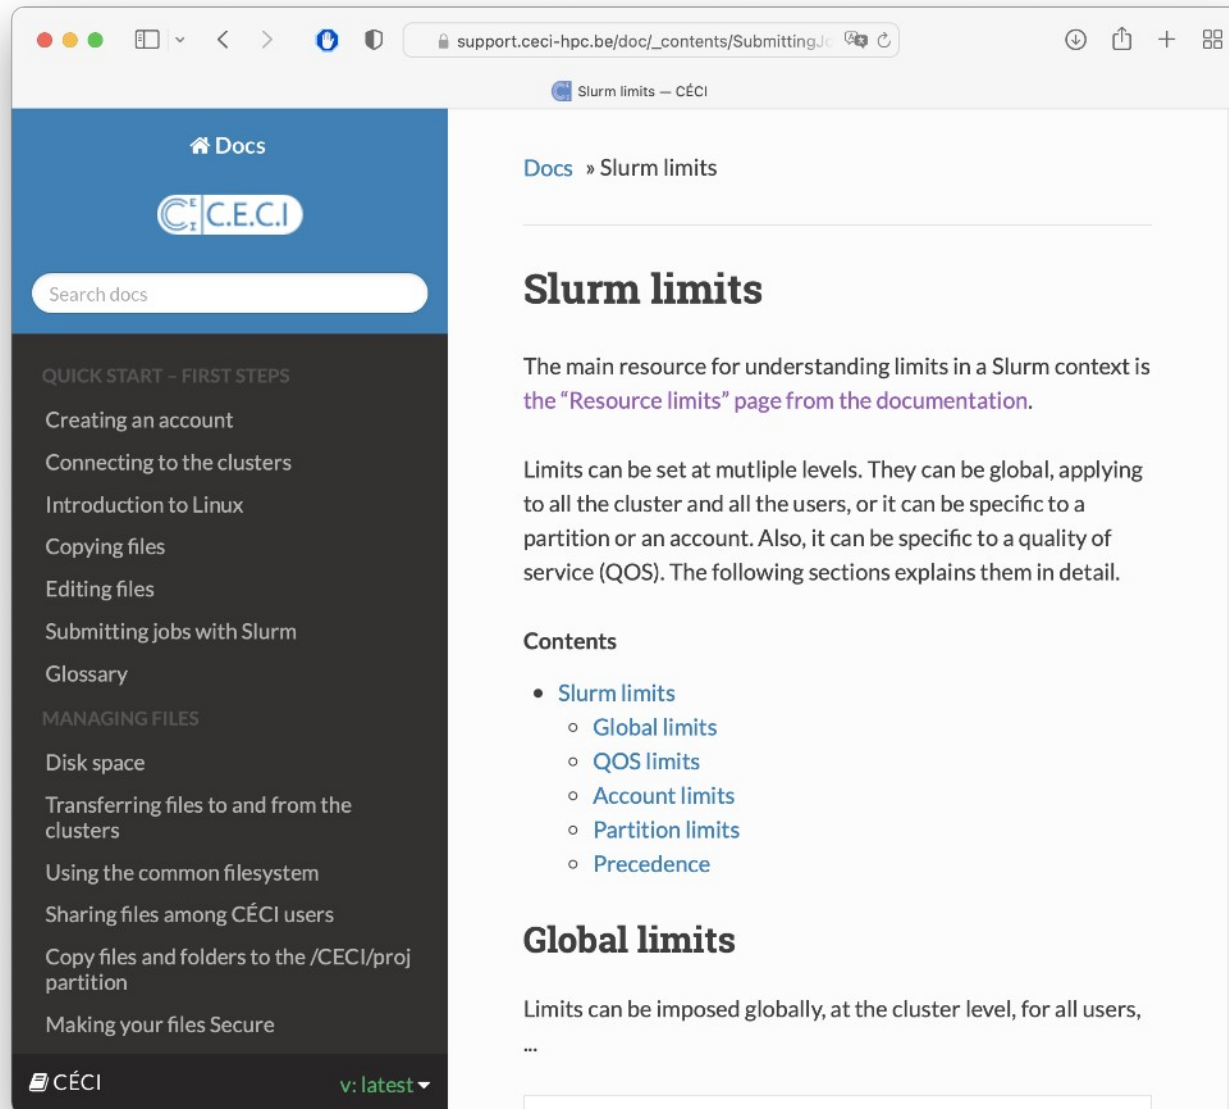 support.ceci-hpc.be/doc/_contents/SubmittingJo
Slurm limits — CÉCI
Docs
C.E.C.I
Search docs
QUICK START – FIRST STEPS
Creating an account
Connecting to the clusters
Introduction to Linux
Copying files
Editing files
Submitting jobs with Slurm
Glossary
MANAGING FILES
Disk space
Transferring files to and from the
clusters
Using the common filesystem
Sharing files among CÉCI users
Copy files and folders to the /CECI/proj
partition
Making your files Secure
CÉCI
v: latest
Docs » Slurm limits
Slurm limits
The main resource for understanding limits in a Slurm context is
the “Resource limits” page from the documentation.
Limits can be set at mutliple levels. They can be global, applying
to all the cluster and all the users, or it can be specific to a
partition or an account. Also, it can be specific to a quality of
service (QOS). The following sections explains them in detail.
Contents
• Slurm limits
◦ Global limits
◦ QOS limits
◦ Account limits
◦ Partition limits
◦ Precedence
Global limits
Limits can be imposed globally, at the cluster level, for all users,
...